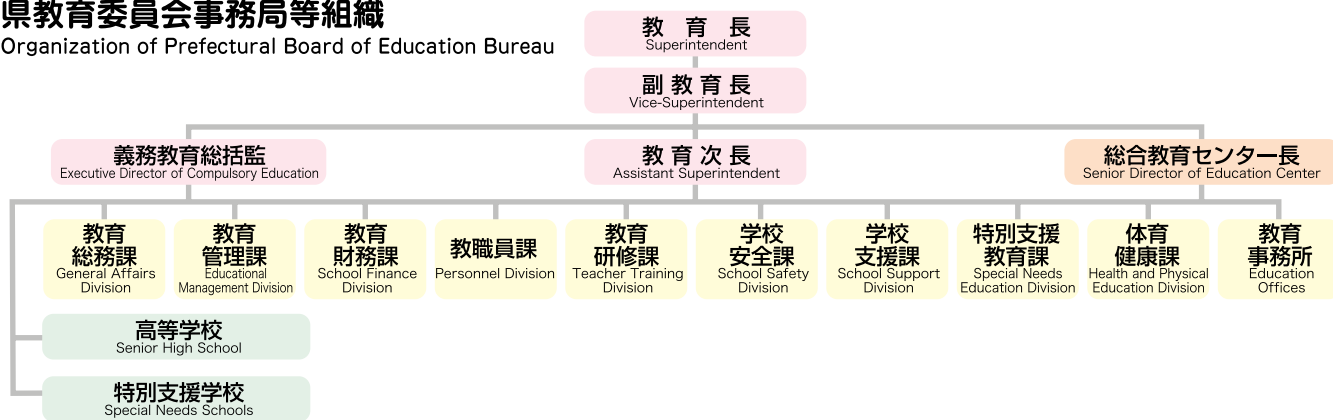 県教育委員会事務局等組織
Organization of Prefectural Board of Education Bureau
教 育 長
Superintendent
副 教 育 長
Vice-Superintendent
義務教育総括監
Executive Director of Compulsory Education
教 育 次 長
Assistant Superintendent
総合教育センター長
Senior Director of Education Center
教育
総務課
General Affairs
Division
教育
管理課
Educational
Management Division
教育
財務課
School Finance
Division
教職員課
Personnel Division
教育
研修課
Teacher Training
Division
学校
安全課
School Safety
Division
学校
支援課
School Support
Division
特別支援
教育課
Special Needs
Education Division
体育
健康課
Health and Physical
Education Division
教育
事務所
Education
Offices
高等学校
Senior High School
特別支援学校
Special Needs Schools